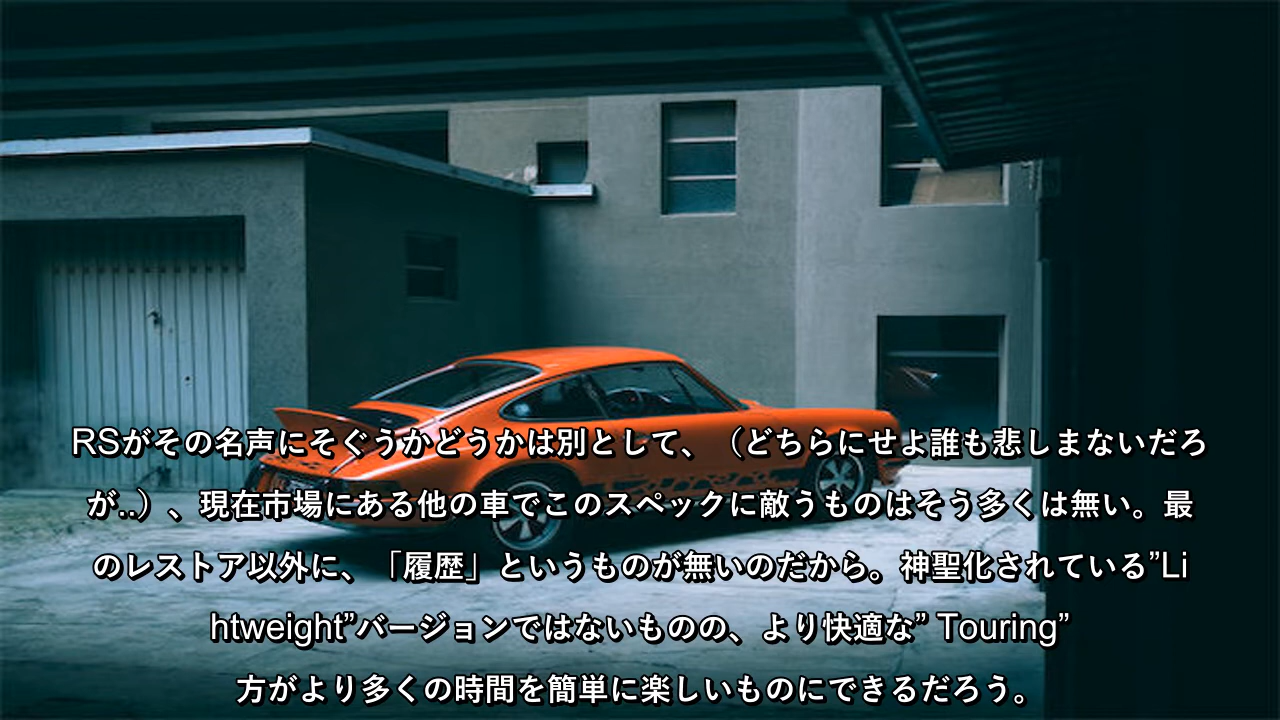 RSがその名声にそぐうかどうかは別として、（どちらにせよ誰も悲しまないだろ
が..）、現在市場にある他の車でこのスペックに敵うものはそう多くは無い。最
のレストア以外に、「履歴」というものが無いのだから。神聖化されている”Li
htweight”バージョンではないものの、より快適な” Touring”
方がより多くの時間を簡単に楽しいものにできるだろう。